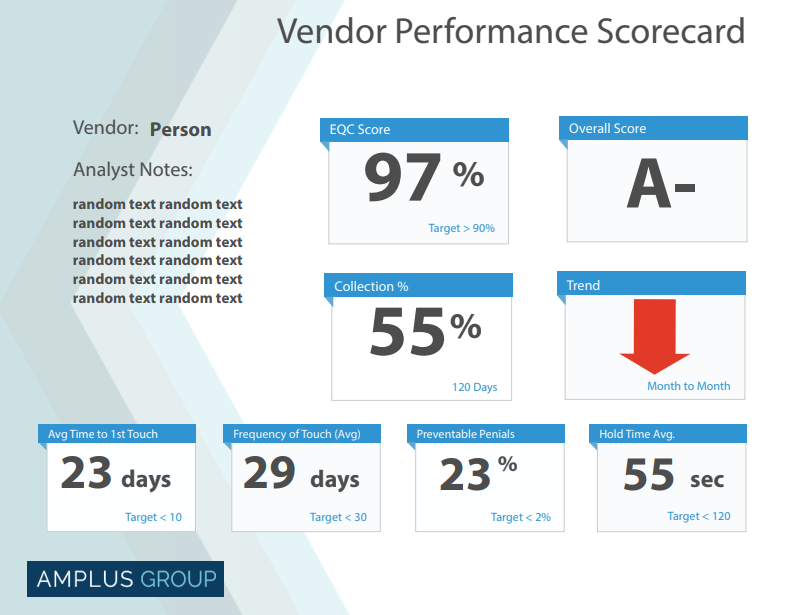 Vendor Performance Scorecard
Vendor: Person
Analyst Notes:
random text random text
random text random text
random text random text
random text random text
random text random text
random text random text
EQC Score
97 %
Target > 90%
Overall Score
A-
Collection %
55%
120 Days
Trend
Month to Month
Avg Time to 1st Touch
23 days
Target < 10
Frequency of Touch (Avg)
29 days
Target < 30
Preventable Penials
23 %
Target < 2%
Hold Time Avg.
55 sec
Target < 120
AMPLUS GROUP